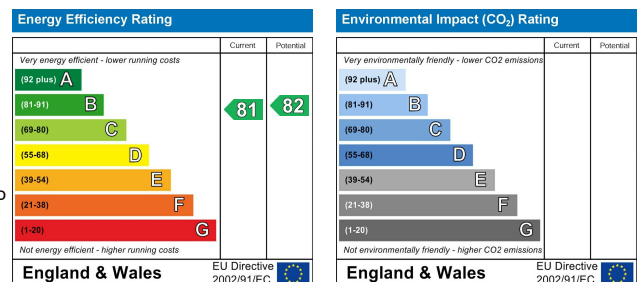 Energy Efficiency Rating
Current Potential
Very energy efficient - lower running costs
(92 plus) A
(81-91) B
81 82
(69-80) C
(55-68) D
(39-54) E
(21-38) F
(1-20) G
Not energy efficient - higher running costs
England & Wales
EU Directive
2002/91/EC
Environmental Impact (CO₂) Rating
Current Potential
Very environmentally friendly - lower CO2 emissions
(92 plus) A
(81-91) B
(69-80) C
(55-68) D
(39-54) E
(21-38) F
(1-20) G
Not environmentally friendly - higher CO2 emissions
England & Wales
EU Directive
2002/91/EC